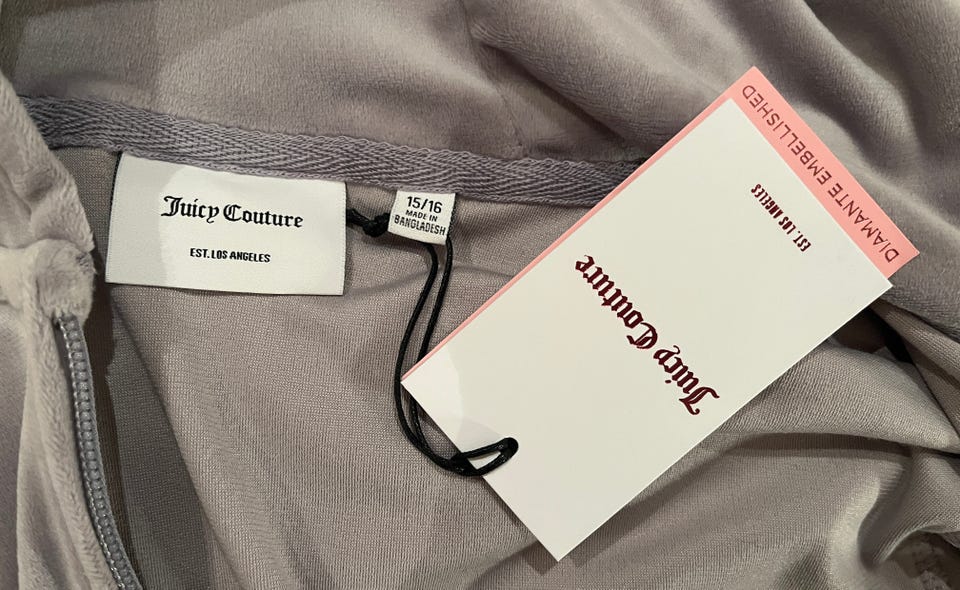 Juicy Couture
EST. LOS ANGELES
15/16
MADE IN
BANGLADESH
DIAMANTE EMBELLISHED
EST. LOS ANGELES
Juicy Couture